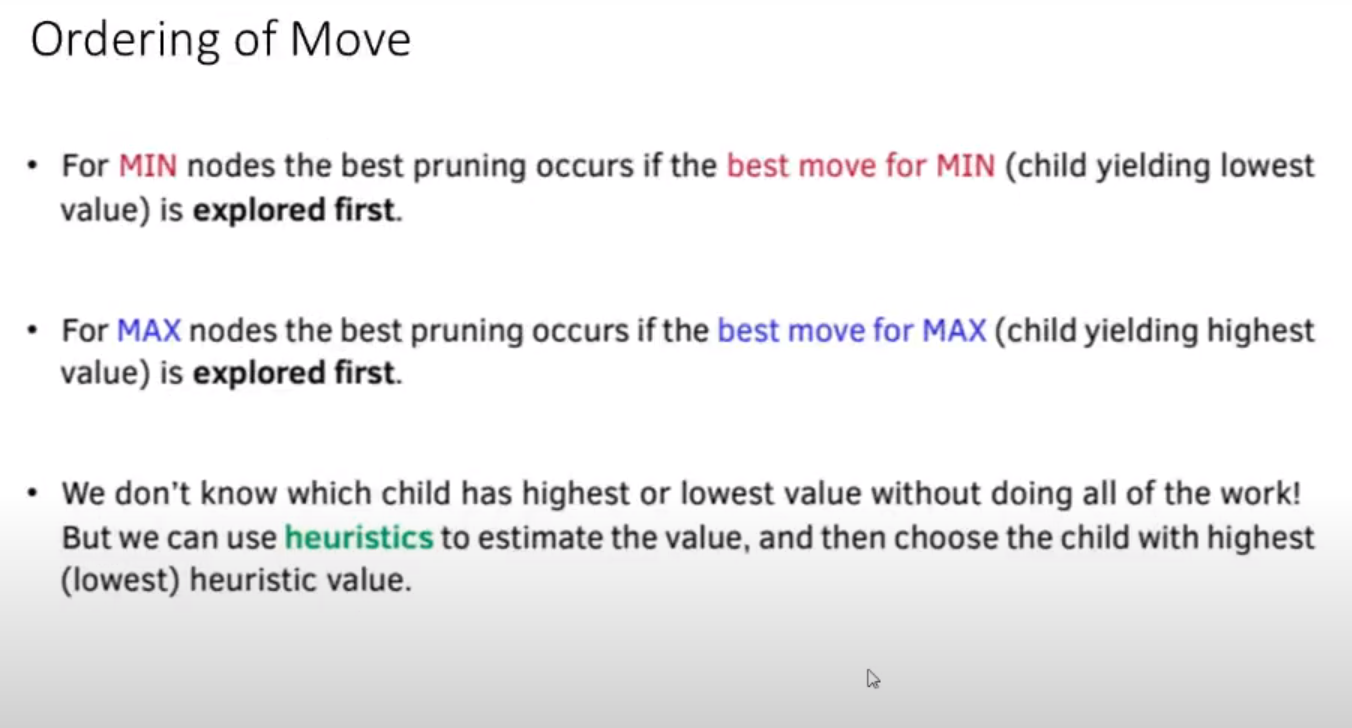 Ordering of Move
• For MIN nodes the best pruning occurs if the best move for MIN (child yielding lowest
value) is explored first.
• For MAX nodes the best pruning occurs if the best move for MAX (child yielding highest
value) is explored first.
• We don't know which child has highest or lowest value without doing all of the work!
But we can use heuristics to estimate the value, and then choose the child with highest
(lowest) heuristic value.